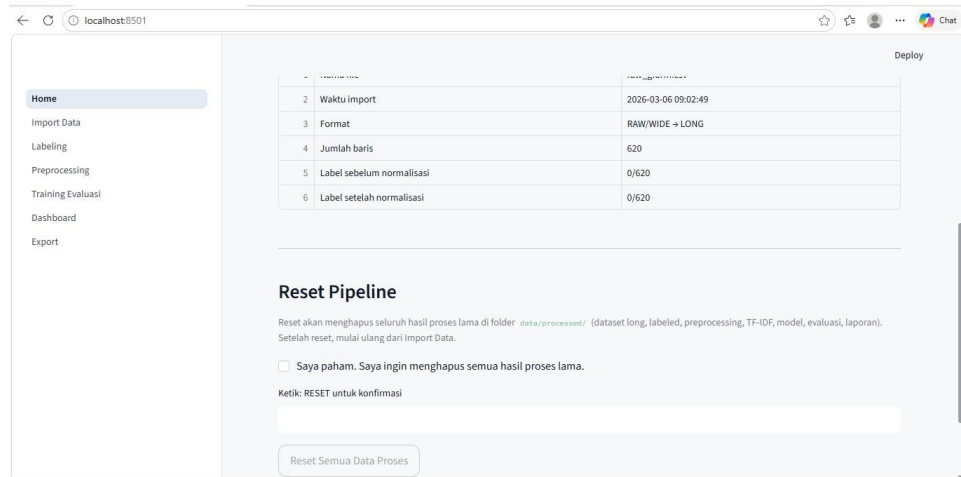 localhost:8501
Chat
Deploy
Home
Import Data
Labeling
Preprocessing
Training Evaluasi
Dashboard
Export
2 Waktu import 2026-03-06 09:02:49
3 Format RAW/WIDE → LONG
4 Jumlah baris 620
5 Label sebelum normalisasi 0/620
6 Label setelah normalisasi 0/620
Reset Pipeline
Reset akan menghapus seluruh hasil proses lama di folder data/processed/ (dataset long, labeled, preprocessing, TF-IDF, model, evaluasi, laporan).
Setelah reset, mulai ulang dari Import Data.
Saya paham. Saya ingin menghapus semua hasil proses lama.
Ketik: RESET untuk konfirmasi
Reset Semua Data Proses